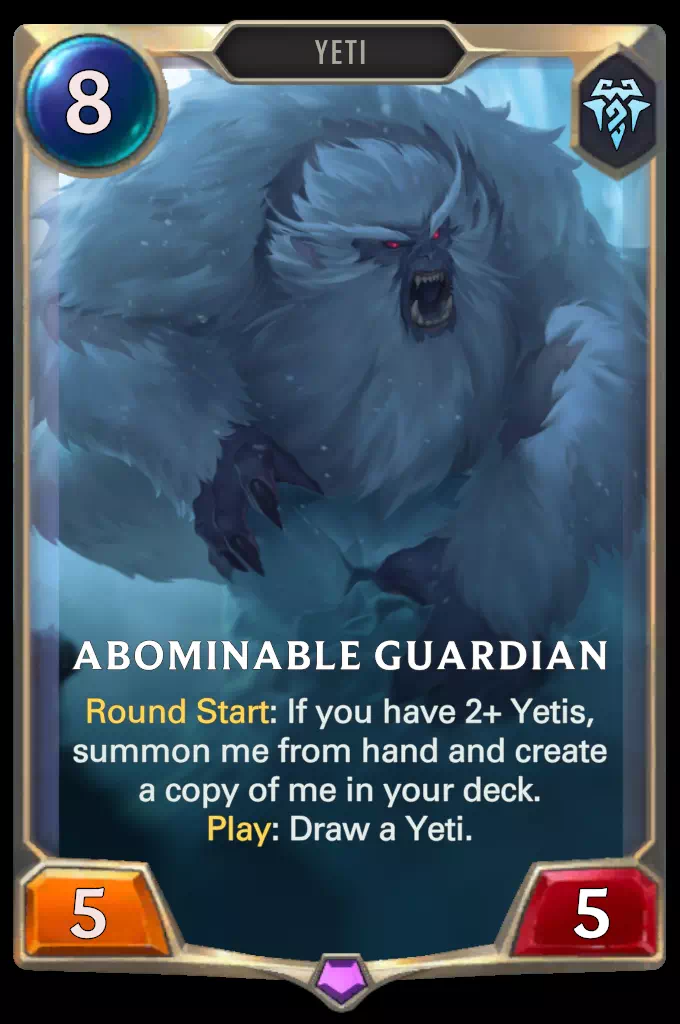 YETI
8
ABOMINABLE GUARDIAN
Round Start: If you have 2+ Yetis,
summon me from hand and create
a copy of me in your deck.
Play: Draw a Yeti.
5
5